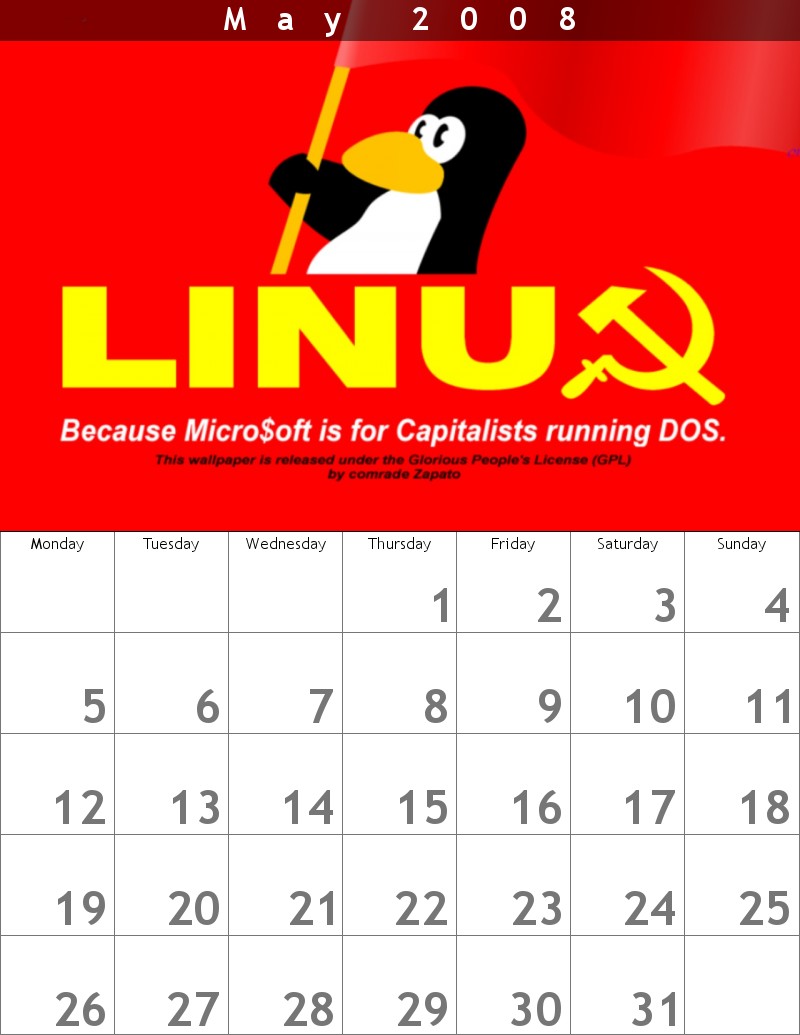 May 2008
LINU
Because Micro$oft is for Capitalists running DOS.
This wallpaper is released under the Glorious People's License (GPL)
by comrade Zapato
Monday Tuesday Wednesday Thursday Friday Saturday Sunday
1 2 3 4
5 6 7 8 9 10 11
12 13 14 15 16 17 18
19 20 21 22 23 24 25
26 27 28 29 30 31